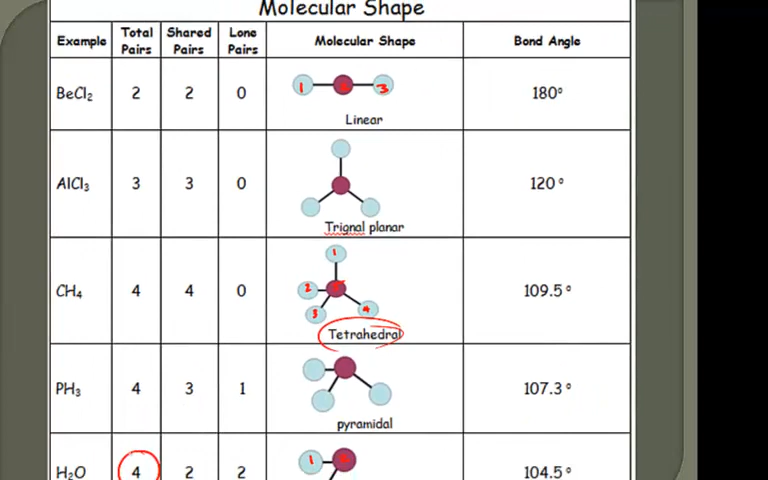 Molecular Shape
Example Total Pairs Shared Pairs Lone Pairs Molecular Shape Bond Angle
BeCl₂ 2 2 0 1 3 180°
Linear
AlCl₃ 3 3 0 120°
Trignal planar
CH₄ 4 4 0 1 2 3 4 109.5°
Tetrahedral
PH₃ 4 3 1 107.3°
pyramidal
H₂O 4 2 2 1 104.5°